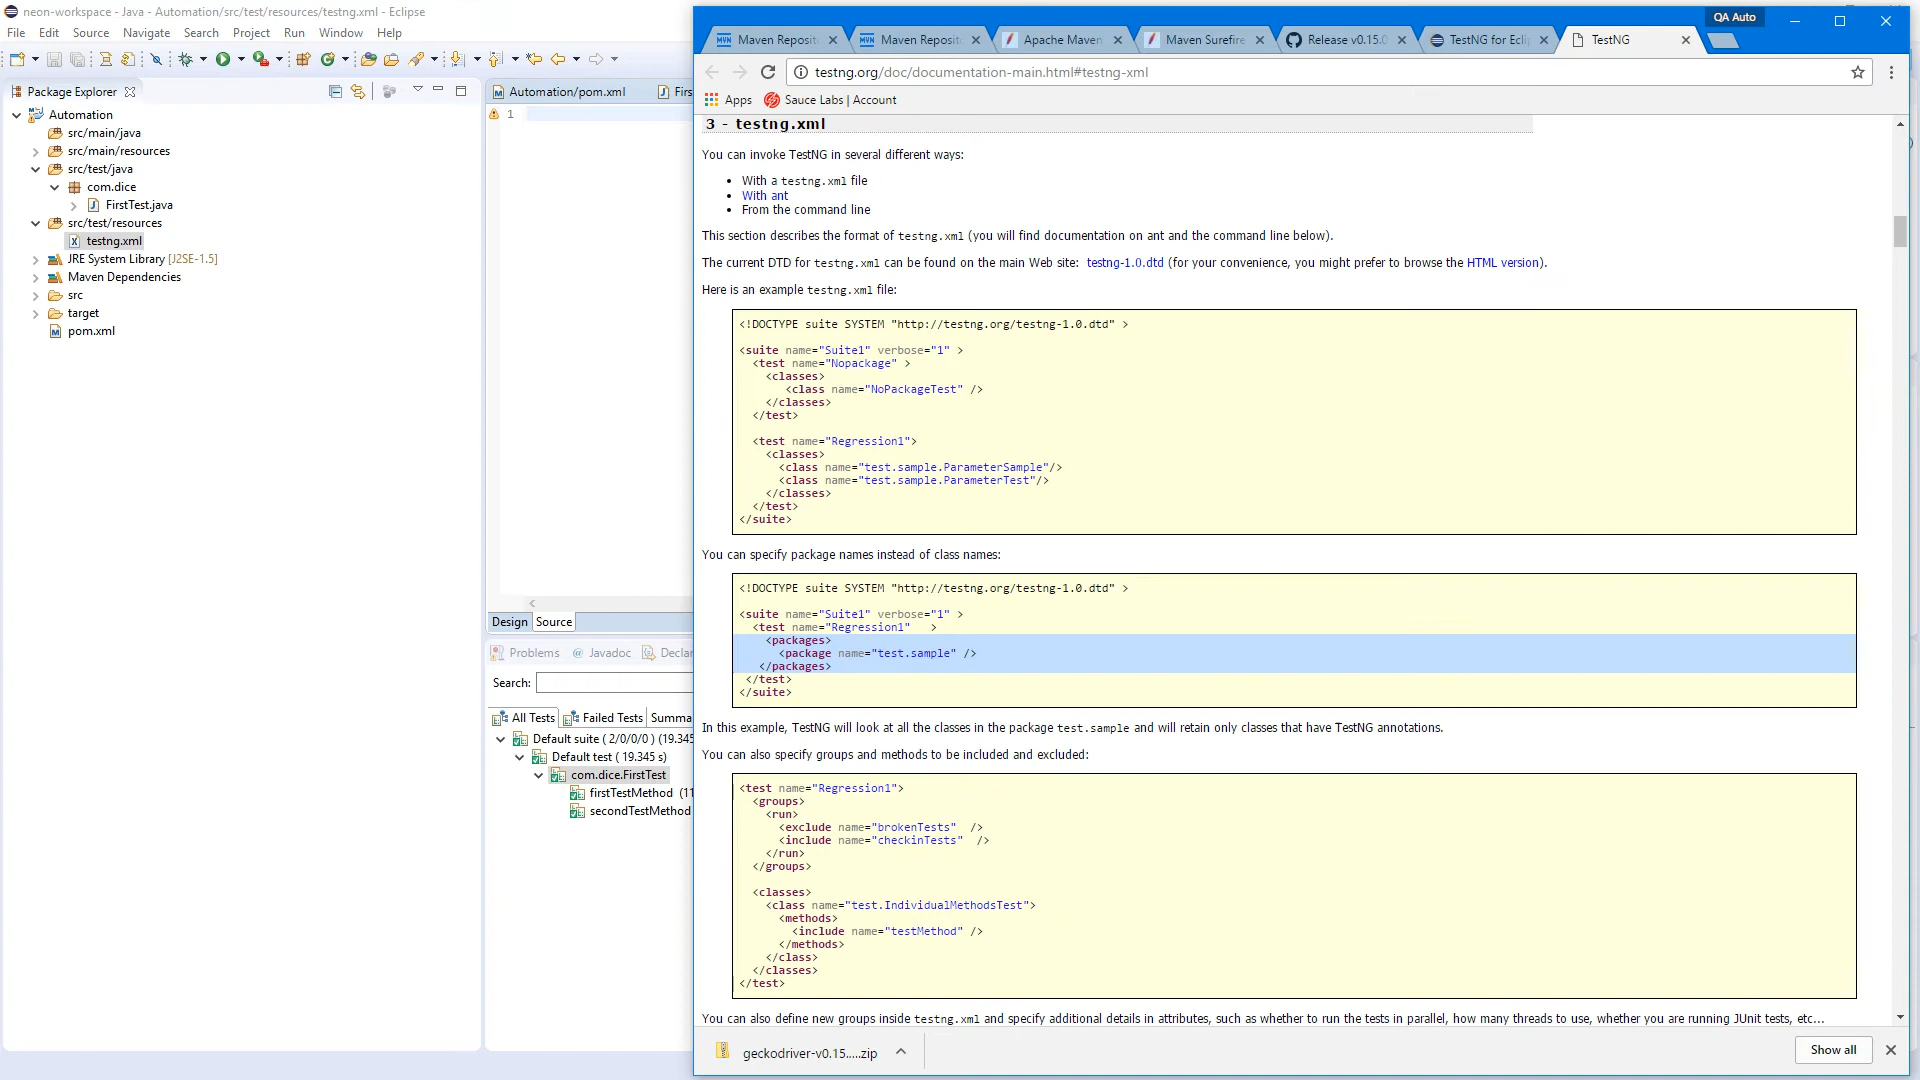 neon-workspace - Java - Automation/src/test/resources/testng.xml - Eclipse
File Edit Source Navigate Search Project Run Window Help
Package Explorer
Automation
src/main/java
src/main/resources
src/test/java
com.dice
FirstTest.java
src/test/resources
testng.xml
JRE System Library [J2SE-1.5]
Maven Dependencies
src
target
pom.xml
Automation/pom.xml
Firs
1
Design Source
Problems @ Javadoc Declar
Search:
All Tests Failed Tests Summa
Default suite ( 2/0/0/0 ) (19.345
Default test ( 19.345 s)
com.dice.FirstTest
firstTestMethod (11
secondTestMethod
QA Auto
Maven Reposit
Maven Reposit
Apache Maven
Maven Surefire
Release v0.15.0
TestNG for Ecli
TestNG
testng.org/doc/documentation-main.html#testng-xml
Apps Sauce Labs | Account
3 - testng.xml
You can invoke TestNG in several different ways:
• With a testng.xml file
• With ant
• From the command line
This section describes the format of testng.xml (you will find documentation on ant and the command line below).
The current DTD for testng.xml can be found on the main Web site: testng-1.0.dtd (for your convenience, you might prefer to browse the HTML version).
Here is an example testng.xml file:
<!DOCTYPE suite SYSTEM "http://testng.org/testng-1.0.dtd" >
<suite name="Suite1" verbose="1" >
<test name="Nopackage" >
<classes>
<class name="NoPackageTest" />
</classes>
</test>
<test name="Regression1">
<classes>
<class name="test.sample.ParameterSample"/>
<class name="test.sample.ParameterTest"/>
</classes>
</test>
</suite>
You can specify package names instead of class names:
<!DOCTYPE suite SYSTEM "http://testng.org/testng-1.0.dtd" >
<suite name="Suite1" verbose="1" >
<test name="Regression1" >
<packages>
<package name="test.sample" />
</packages>
</test>
</suite>
In this example, TestNG will look at all the classes in the package test.sample and will retain only classes that have TestNG annotations.
You can also specify groups and methods to be included and excluded:
<test name="Regression1">
<groups>
<run>
<exclude name="brokenTests" />
<include name="checkinTests" />
</run>
</groups>
<classes>
<class name="test.IndividualMethodsTest">
<methods>
<include name="testMethod" />
</methods>
</class>
</classes>
</test>
You can also define new groups inside testng.xml and specify additional details in attributes, such as whether to run the tests in parallel, how many threads to use, whether you are running JUnit tests, etc...
geckodriver-v0.15.....zip
Show all